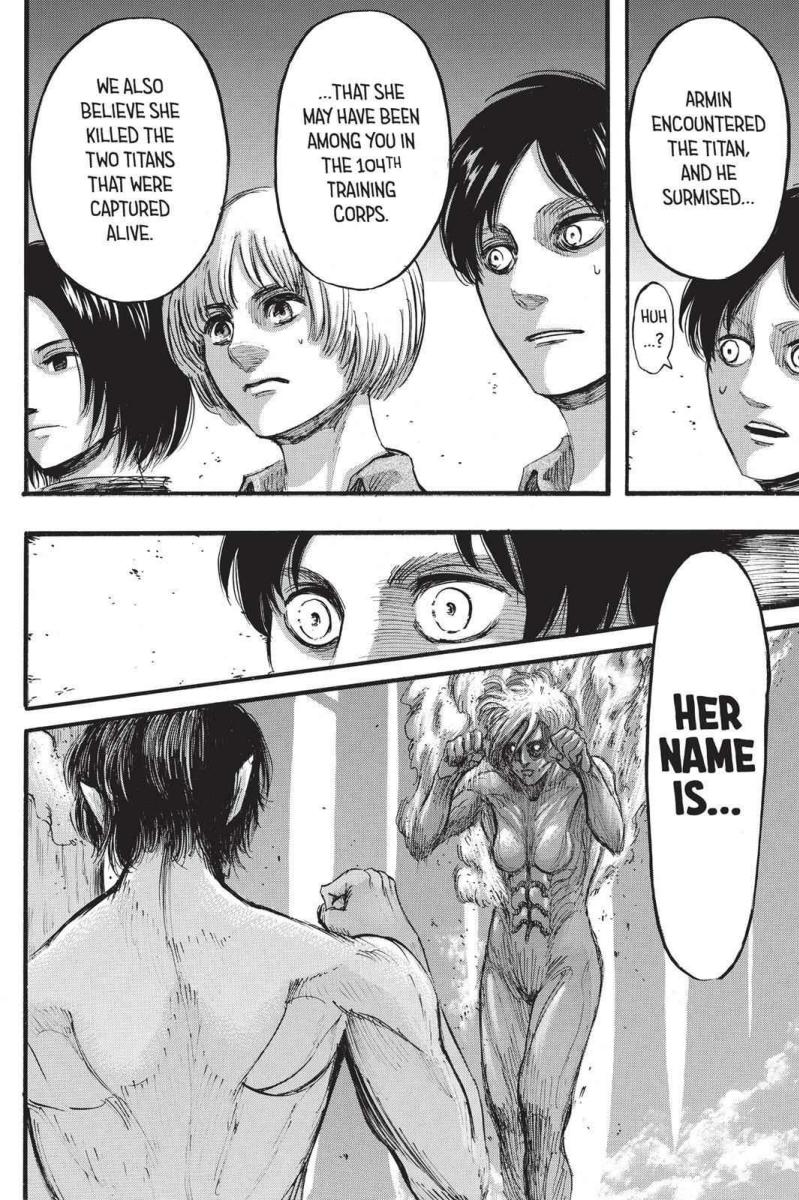 ARMIN
ENCOUNTERED
THE TITAN,
AND HE
SURMISED...
HUH
...?
...THAT SHE
MAY HAVE BEEN
AMONG YOU IN
THE 104TH
TRAINING
CORPS.
WE ALSO
BELIEVE SHE
KILLED THE
TWO TITANS
THAT WERE
CAPTURED
ALIVE.
HER
NAME
IS...